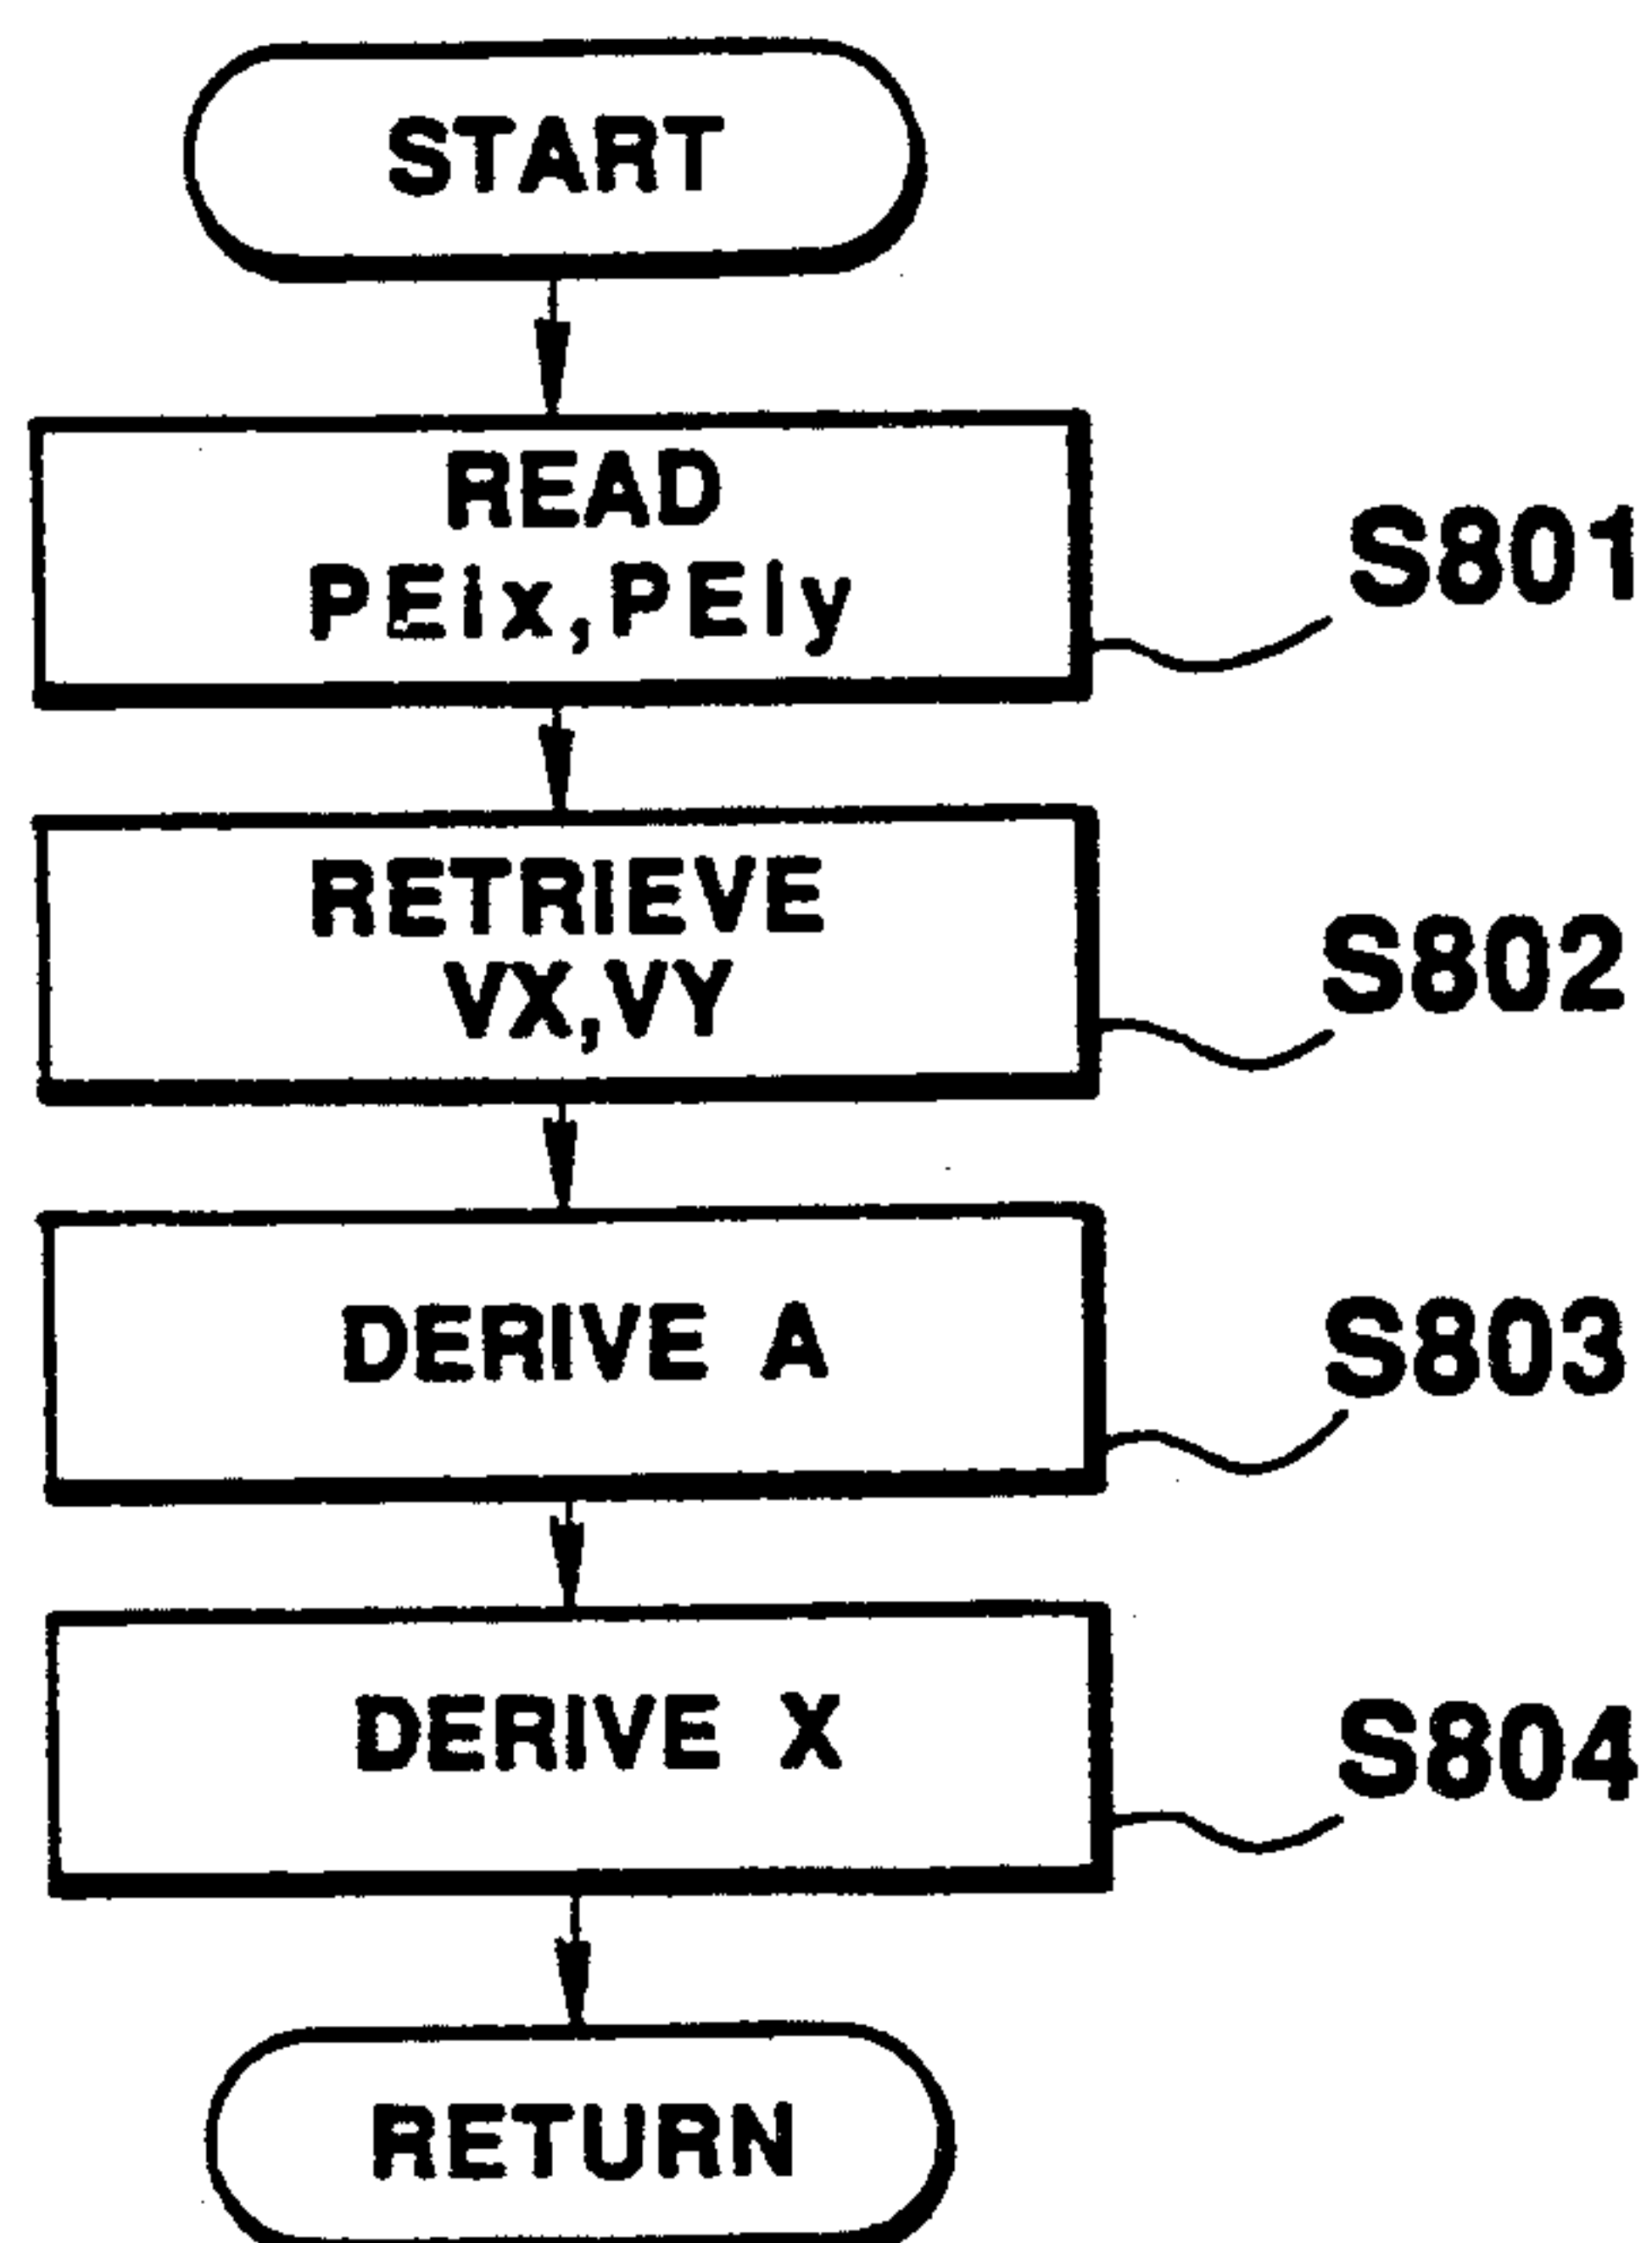 START
READ
PEix,PEiy
S801
RETRIEVE
VX,VY
S802
DERIVE A
S803
DERIVE X
S804
RETURN